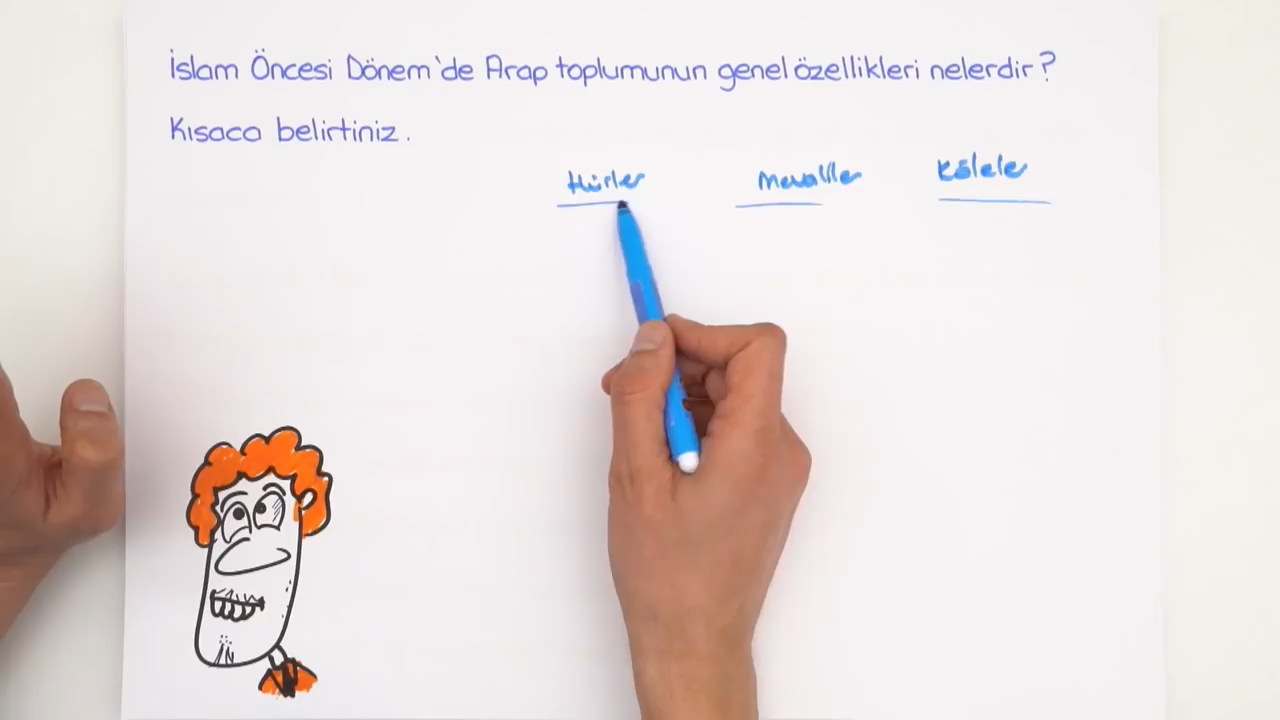 İslam Öncesi Dönem'de Arap toplumunun genel özellikleri nelerdir?
Kısaca belirtiniz.
Hürler Mevaliler Köleler